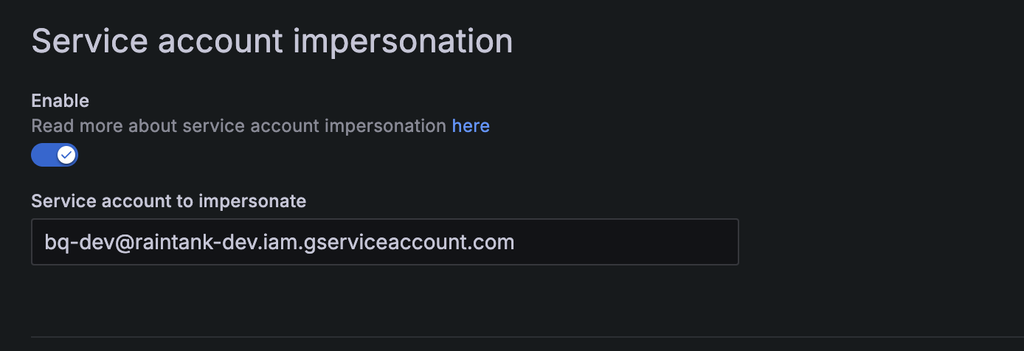 Service account impersonation
Enable
Read more about service account impersonation here
Service account to impersonate
bq-dev@raintank-dev.iam.gserviceaccount.com